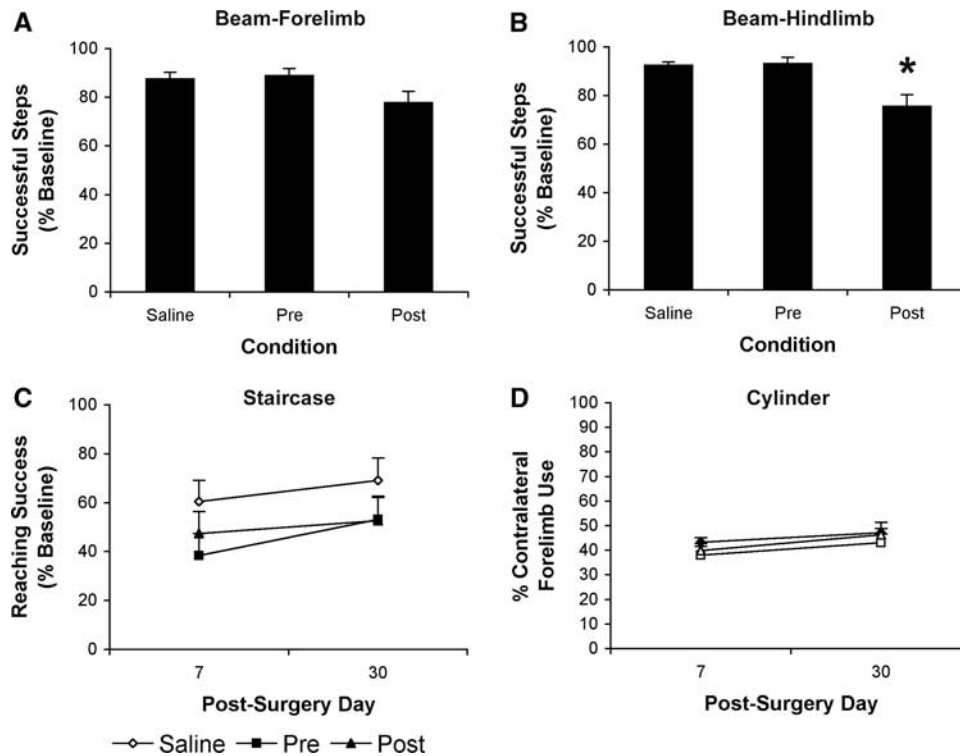 A
Beam-Forelimb
Successful Steps
(% Baseline)
100
80
60
40
20
0
Saline
Pre
Post
Condition
B
Beam-Hindlimb
Successful Steps
(% Baseline)
100
80
60
40
20
0
*
Saline
Pre
Post
Condition
C
Staircase
Reaching Success
(% Baseline)
100
80
60
40
20
0
7
30
Post-Surgery Day
Saline
Pre
Post
D
Cylinder
% Contralateral
Forelimb Use
100
90
80
70
60
50
40
30
20
10
0
7
30
Post-Surgery Day